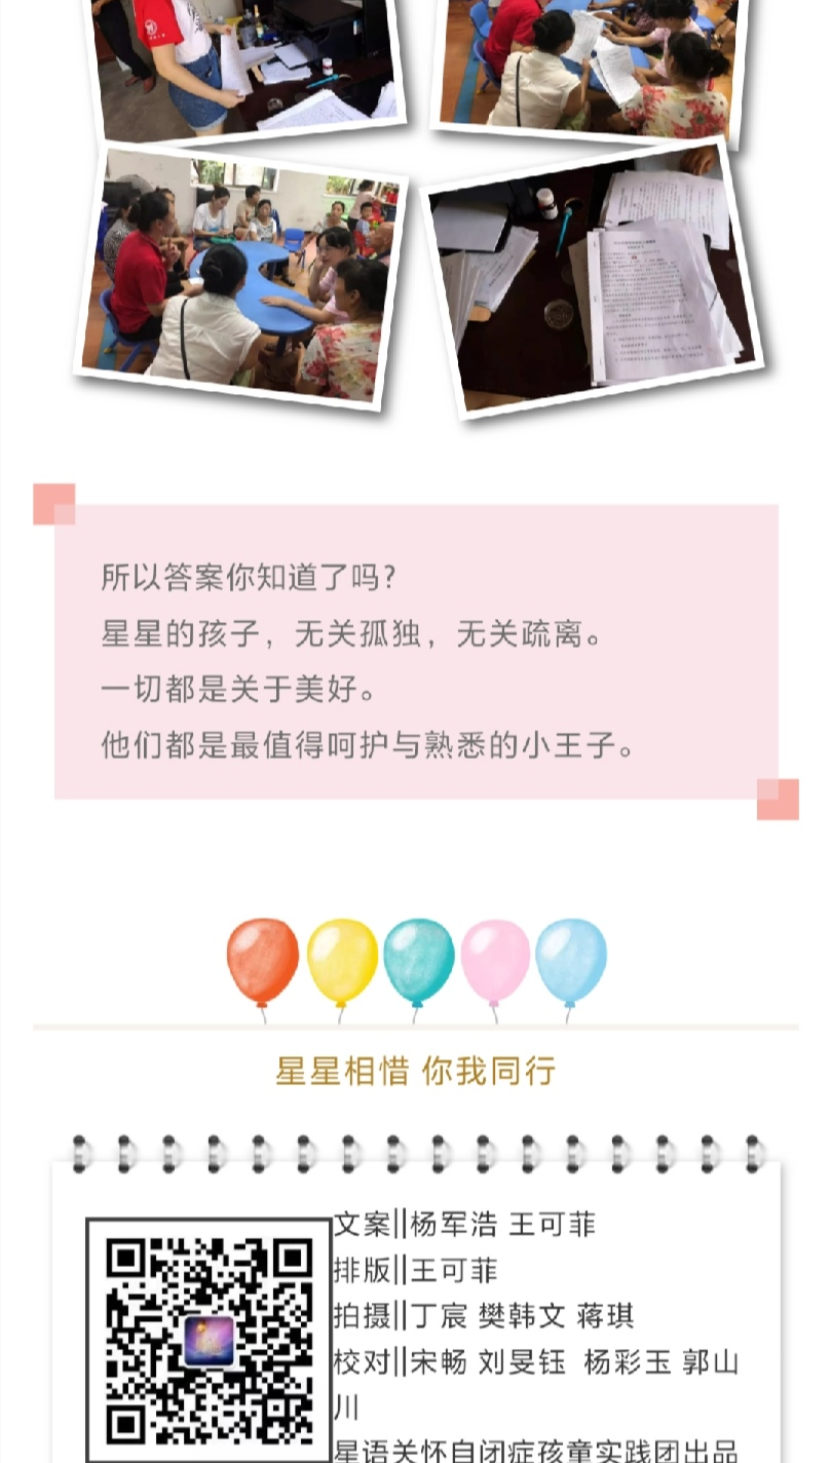 所以答案你知道了吗?
星星的孩子，无关孤独，无关疏离。
一切都是关于美好。
他们都是最值得呵护与熟悉的小王子。
星星相惜 你我同行
文案||杨军浩 王可菲
排版||王可菲
拍摄||丁宸 樊韩文 蒋琪
校对||宋畅 刘旻钰 杨彩玉 郭山
川
星语关怀自闭症孩童实践团出品